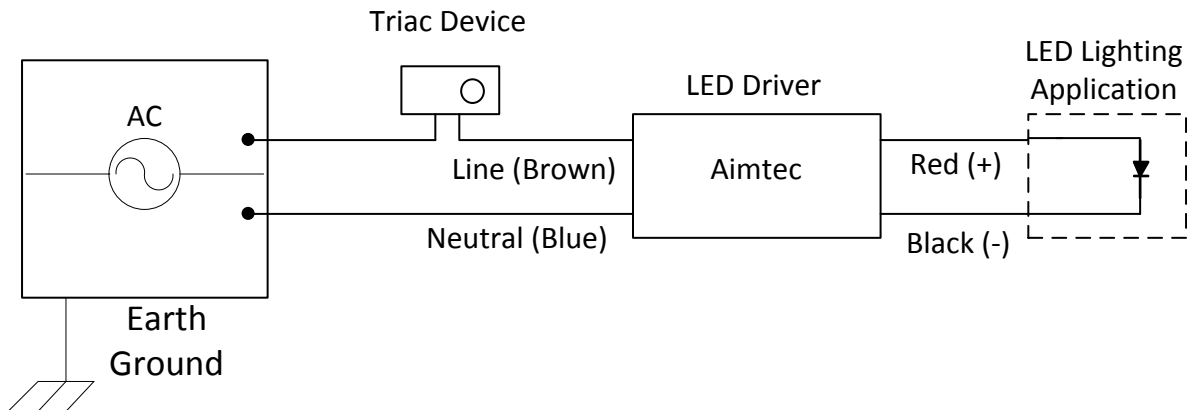 Triac Device
LED Lighting
Application
LED Driver
AC
Line (Brown)
Aimtec
Red (+)
Neutral (Blue)
Black (-)
Earth
Ground